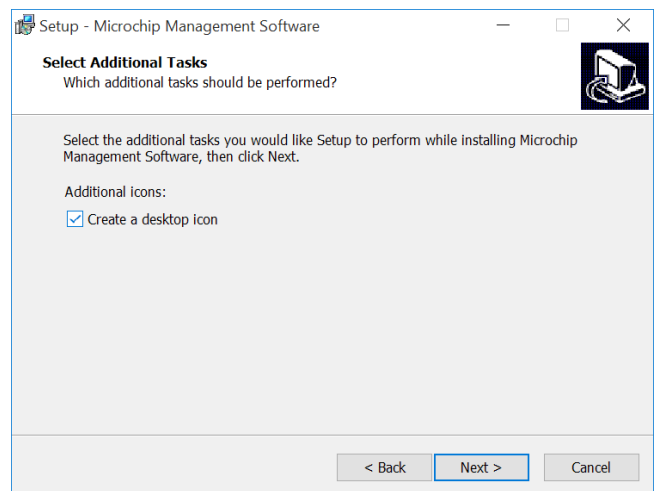 Setup - Microchip Management Software
Select Additional Tasks
Which additional tasks should be performed?
Select the additional tasks you would like Setup to perform while installing Microchip
Management Software, then click Next.
Additional icons:
Create a desktop icon
< Back
Next >
Cancel